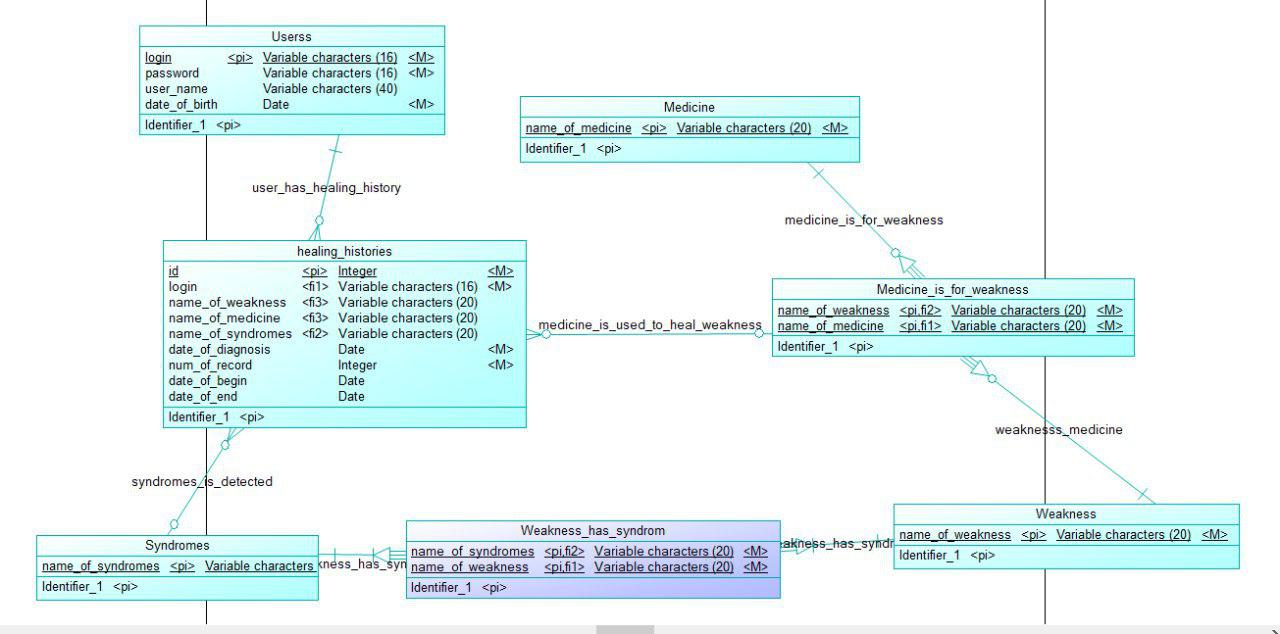 Userss
login <pi> Variable characters (16) <M>
password Variable characters (16) <M>
user_name Variable characters (40)
date_of_birth Date <M>
Identifier_1 <pi>
Medicine
name_of_medicine <pi> Variable characters (20) <M>
Identifier_1 <pi>
user_has_healing_history
medicine_is_for_weakness
healing_histories
id <pi> Integer <M>
login <fi1> Variable characters (16) <M>
name_of_weakness <fi3> Variable characters (20)
name_of_medicine <fi3> Variable characters (20)
name_of_syndromes <fi2> Variable characters (20)
date_of_diagnosis Date <M>
num_of_record Integer <M>
date_of_begin Date
date_of_end Date
Identifier_1 <pi>
medicine_is_used_to_heal_weakness
Medicine_is_for_weakness
name_of_weakness <pi,fi2> Variable characters (20) <M>
name_of_medicine <pi,fi1> Variable characters (20) <M>
Identifier_1 <pi>
weaknesss_medicine
syndromes_is_detected
Syndromes
name_of_syndromes <pi> Variable characters
Identifier_1 <pi>
kness_has_syn
Weakness_has_syndrom
name_of_syndromes <pi,fi2> Variable characters (20) <M>
name_of_weakness <pi,fi1> Variable characters (20) <M>
Identifier_1 <pi>
eakness_has_syndr
Weakness
name_of_weakness <pi> Variable characters (20) <M>
Identifier_1 <pi>